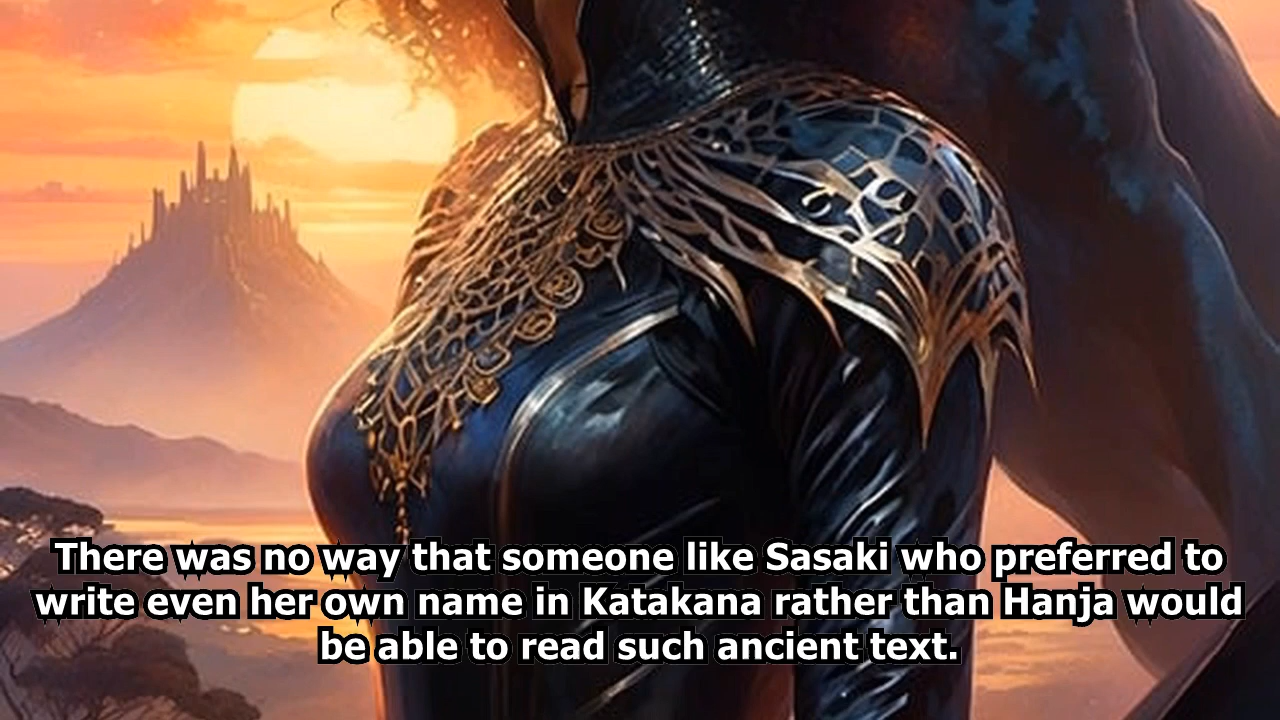 There was no way that someone like Sasaki who preferred to
write even her own name in Katakana rather than Hanja would
be able to read such ancient text.